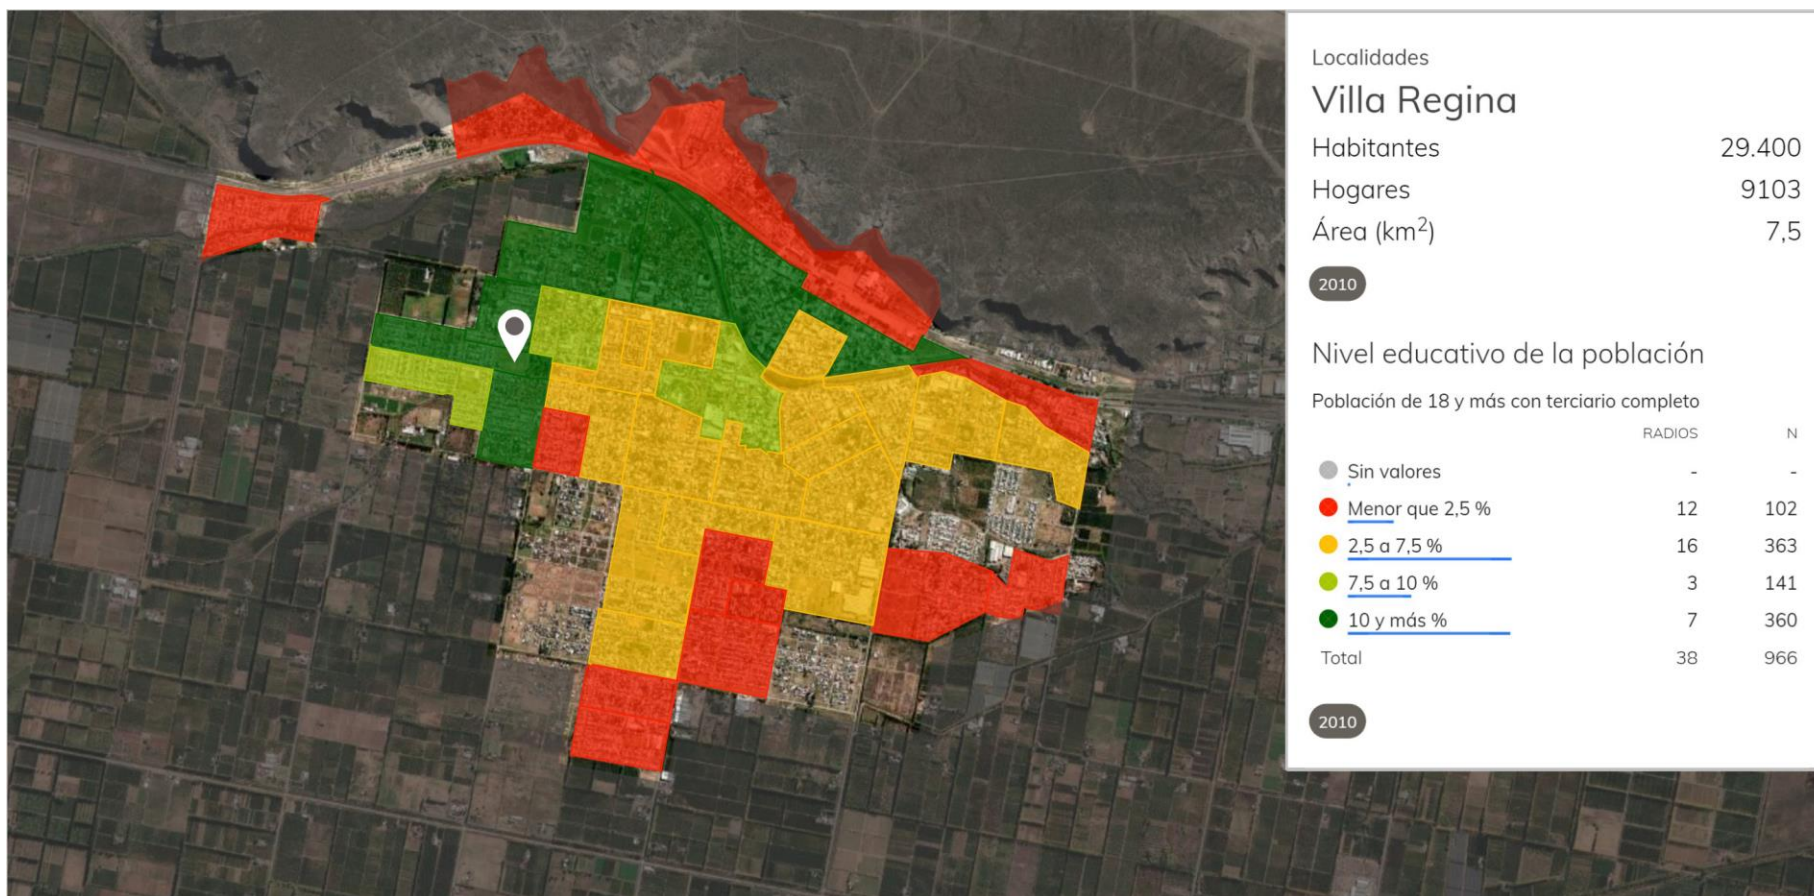 Localidades
Villa Regina
Habitantes 29.400
Hogares 9103
Área (km²) 7,5
2010
Nivel educativo de la población
Población de 18 y más con terciario completo
RADIOS N
Sin valores - -
Menor que 2,5 % 12 102
2,5 a 7,5 % 16 363
7,5 a 10 % 3 141
10 y más % 7 360
Total 38 966
2010